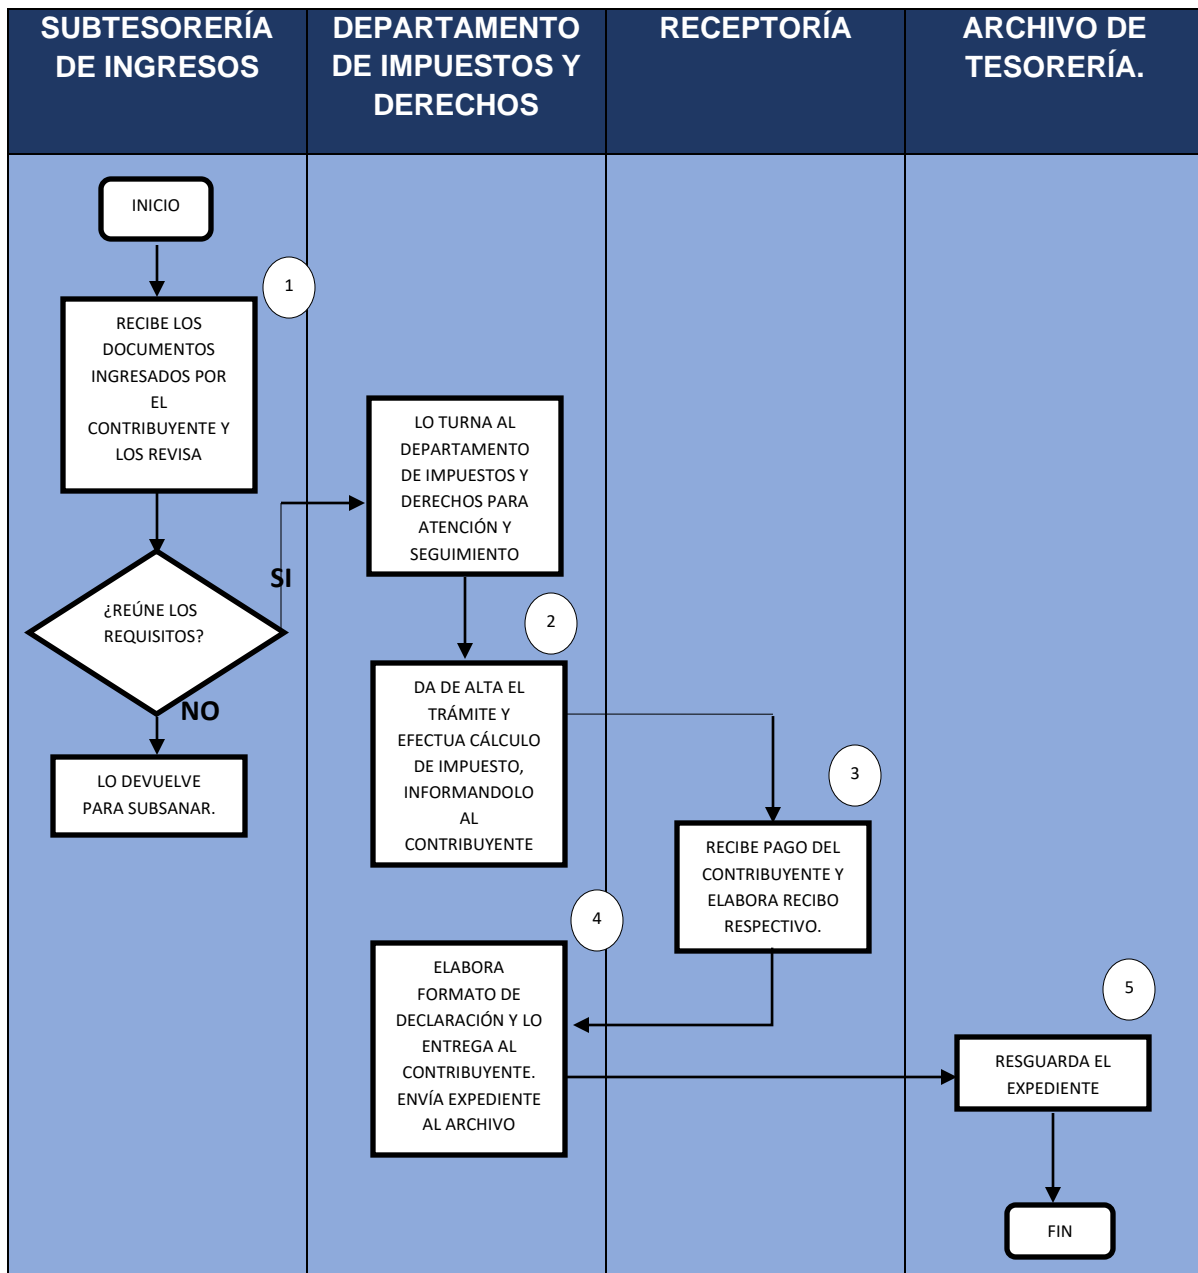 SUBTESORERÍA
DE INGRESOS
DEPARTAMENTO
DE IMPUESTOS Y
DERECHOS
RECEPTORÍA
ARCHIVO DE
TESORERÍA.
INICIO
1
RECIBE LOS
DOCUMENTOS
INGRESADOS POR
EL
CONTRIBUYENTE Y
LOS REVISA
¿REÚNE LOS
REQUISITOS?
SI
NO
LO DEVUELVE
PARA SUBSANAR.
LO TURNA AL
DEPARTAMENTO
DE IMPUESTOS Y
DERECHOS PARA
ATENCIÓN Y
SEGUIMIENTO
2
DA DE ALTA EL
TRÁMITE Y
EFECTUA CÁLCULO
DE IMPUESTO,
INFORMANDOLO
AL
CONTRIBUYENTE
3
RECIBE PAGO DEL
CONTRIBUYENTE Y
ELABORA RECIBO
RESPECTIVO.
4
ELABORA
FORMATO DE
DECLARACIÓN Y LO
ENTREGA AL
CONTRIBUYENTE.
ENVÍA EXPEDIENTE
AL ARCHIVO
5
RESGUARDA EL
EXPEDIENTE
FIN